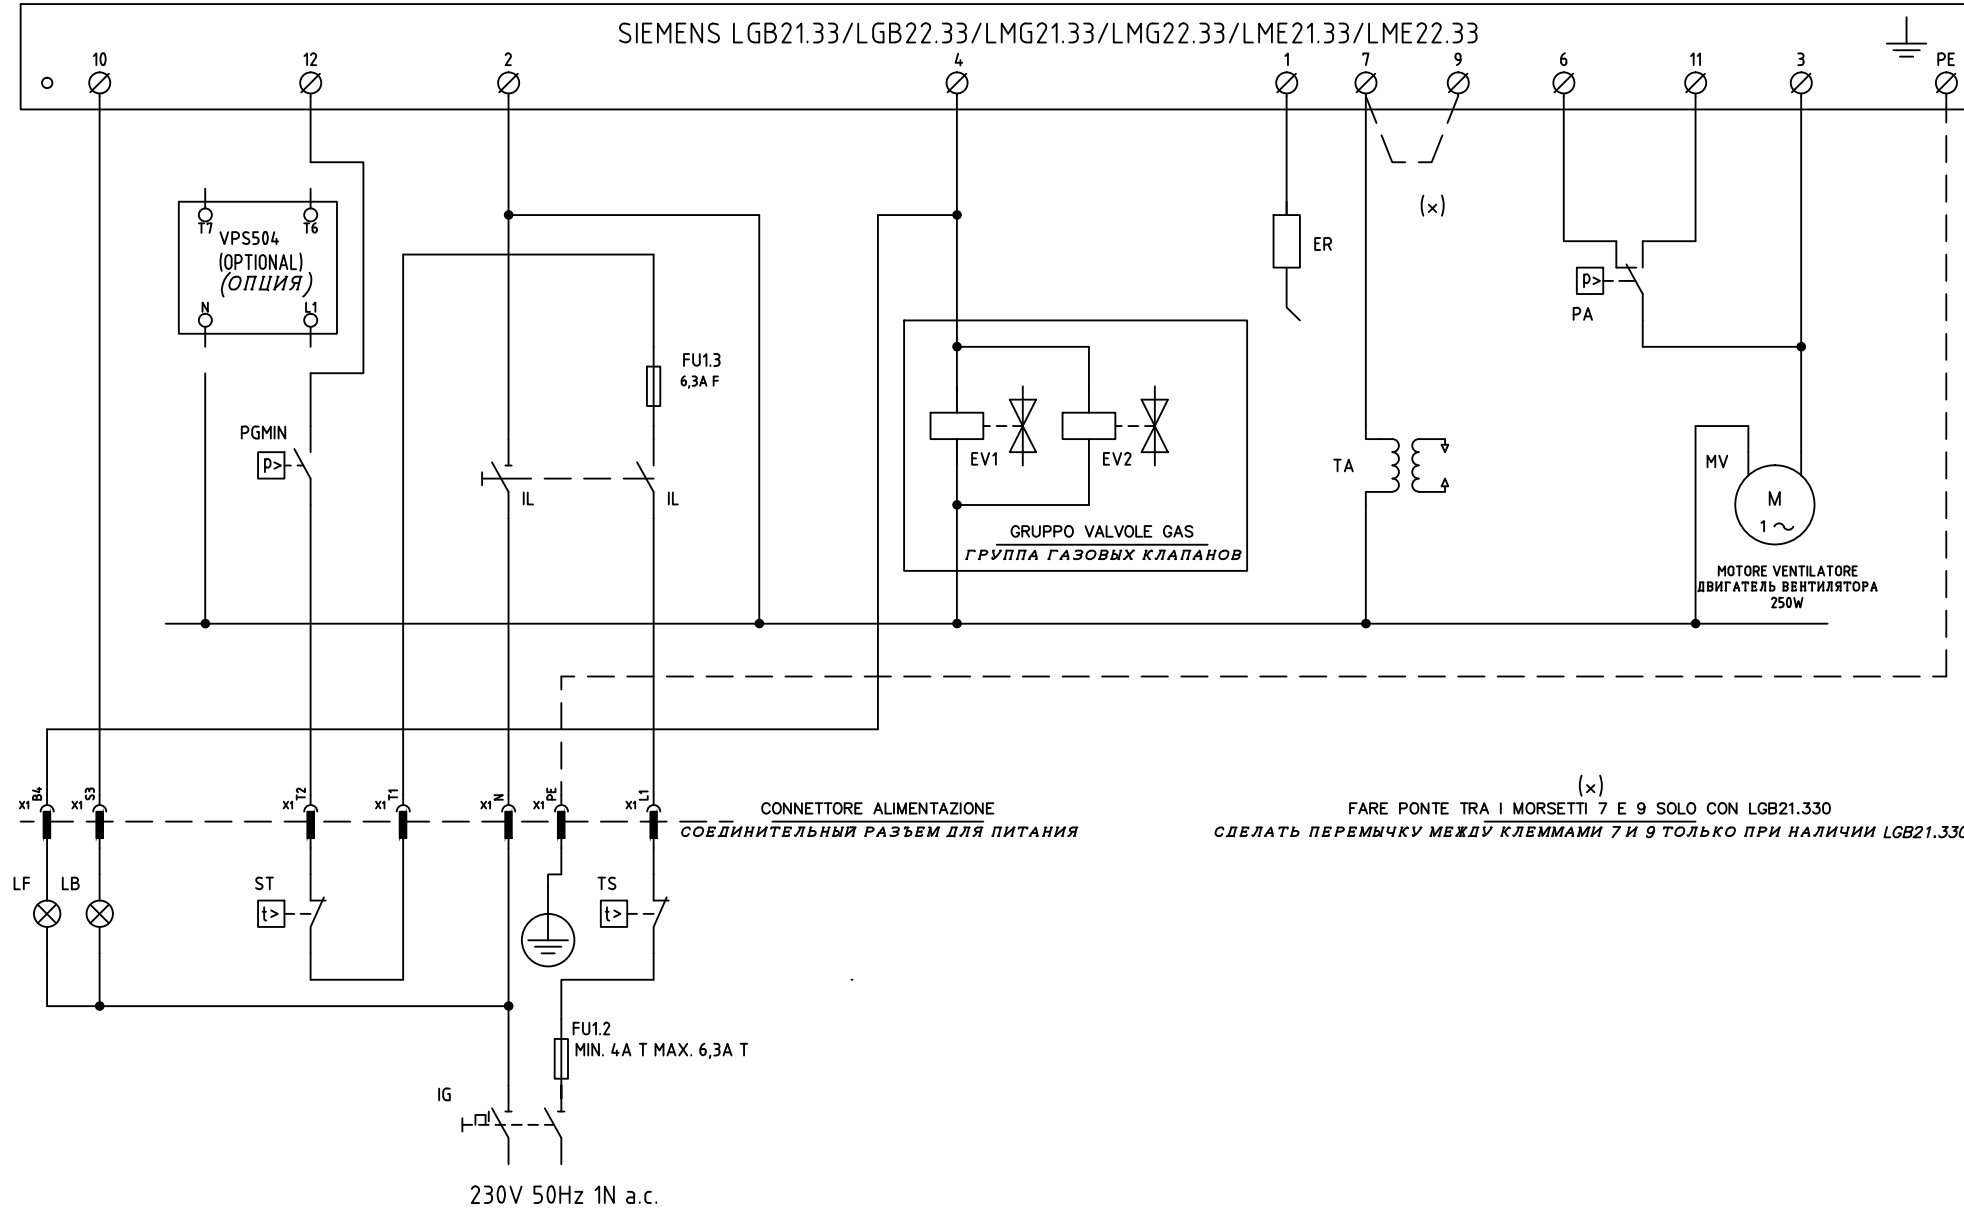 SIEMENS LGB21.33/LGB22.33/LMG21.33/LMG22.33/LME21.33/LME22.33
10 12 2 4 1 7 9 6 11 3 PE
T7 T6
VPS504
(OPTIONAL)
(ОПЦИЯ)
N L1
(x)
ER
p>
PA
FU1.3
6,3A F
PGMIN
p>
IL IL
EV1 EV2
GRUPPO VALVOLE GAS
ГРУППА ГАЗОВЫХ КЛАПАНОВ
TA
MV
M
1~
MOTORE VENTILATORE
ДВИГАТЕЛЬ ВЕНТИЛЯТОРА
250W
X1 B4 X1 S3 X1 T2 X1 T1 X1 N X1 PE X1 L1
CONNETTORE ALIMENTAZIONE
СОЕДИНИТЕЛЬНЫЙ РАЗЪЕМ ДЛЯ ПИТАНИЯ
(x)
FARE PONTE TRA I MORSETTI 7 E 9 SOLO CON LGB21.330
СДЕЛАТЬ ПЕРЕМЫЧКУ МЕЖДУ КЛЕММАМИ 7 И 9 ТОЛЬКО ПРИ НАЛИЧИИ LGB21.330
LF LB ST TS
t> t>
FU1.2
MIN. 4A T MAX. 6,3A T
IG
230V 50Hz 1N a.c.